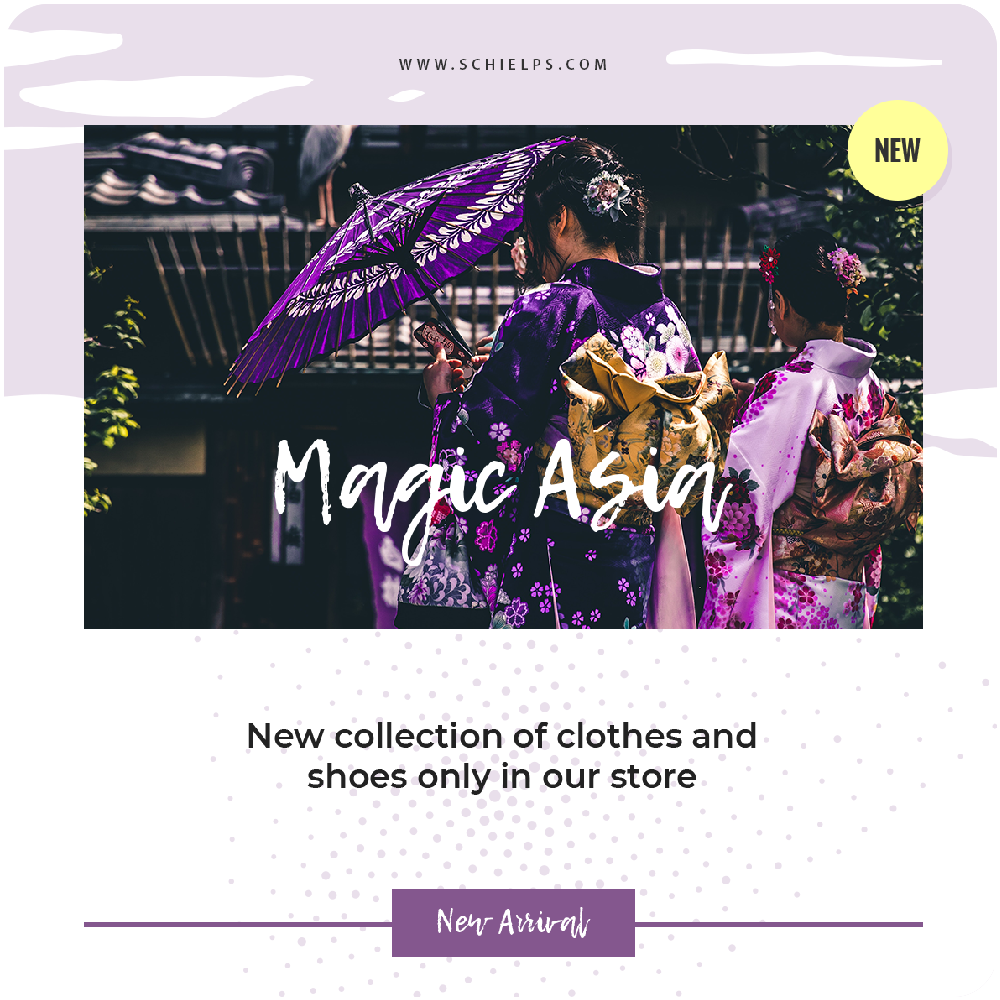 WWW.SCHIELPS.COM
NEW
Magic Asia
New collection of clothes and
shoes only in our store
New Arrival